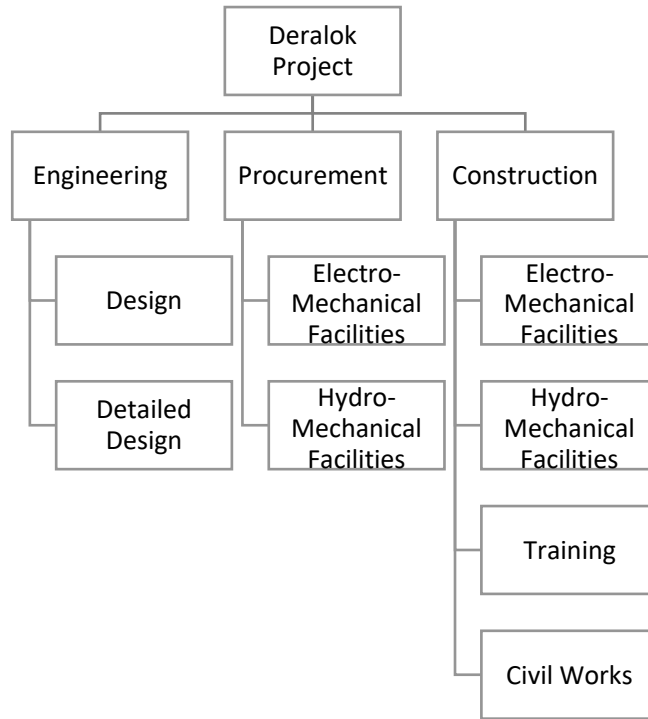 Deralok
Project
Engineering
Procurement
Construction
Design
Detailed
Design
Electro-
Mechanical
Facilities
Hydro-
Mechanical
Facilities
Electro-
Mechanical
Facilities
Hydro-
Mechanical
Facilities
Training
Civil Works